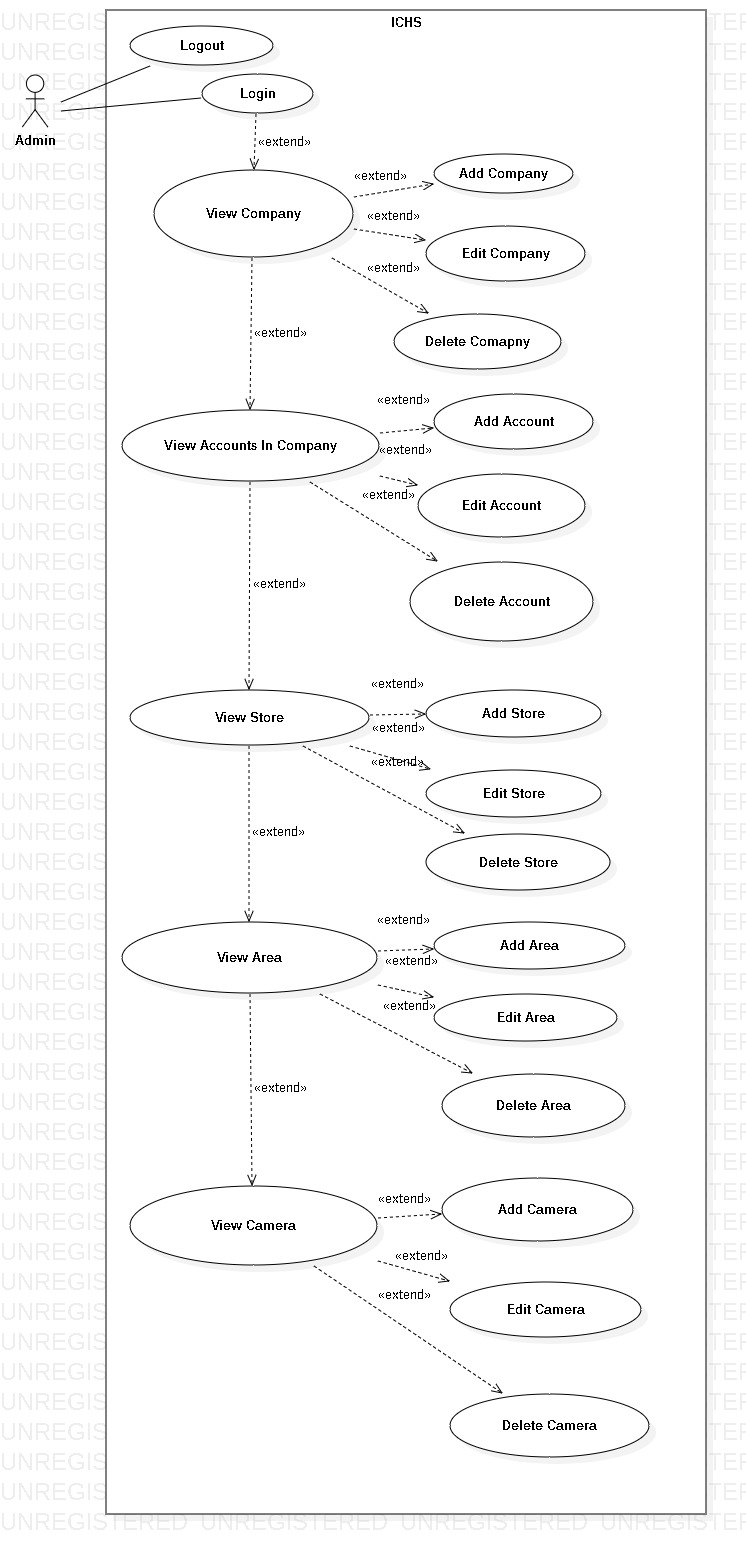 ICHS
Logout
Login
Admin
«extend»
View Company
«extend»
Add Company
«extend»
Edit Company
«extend»
Delete Comapny
«extend»
View Accounts In Company
«extend»
Add Account
«extend»
Edit Account
«extend»
Delete Account
«extend»
View Store
«extend»
Add Store
«extend»
Edit Store
«extend»
Delete Store
«extend»
View Area
«extend»
Add Area
«extend»
Edit Area
«extend»
Delete Area
«extend»
View Camera
«extend»
Add Camera
«extend»
Edit Camera
«extend»
Delete Camera
UNREGISTERED UNREGISTERED UNREGISTERED UNREGISTERED